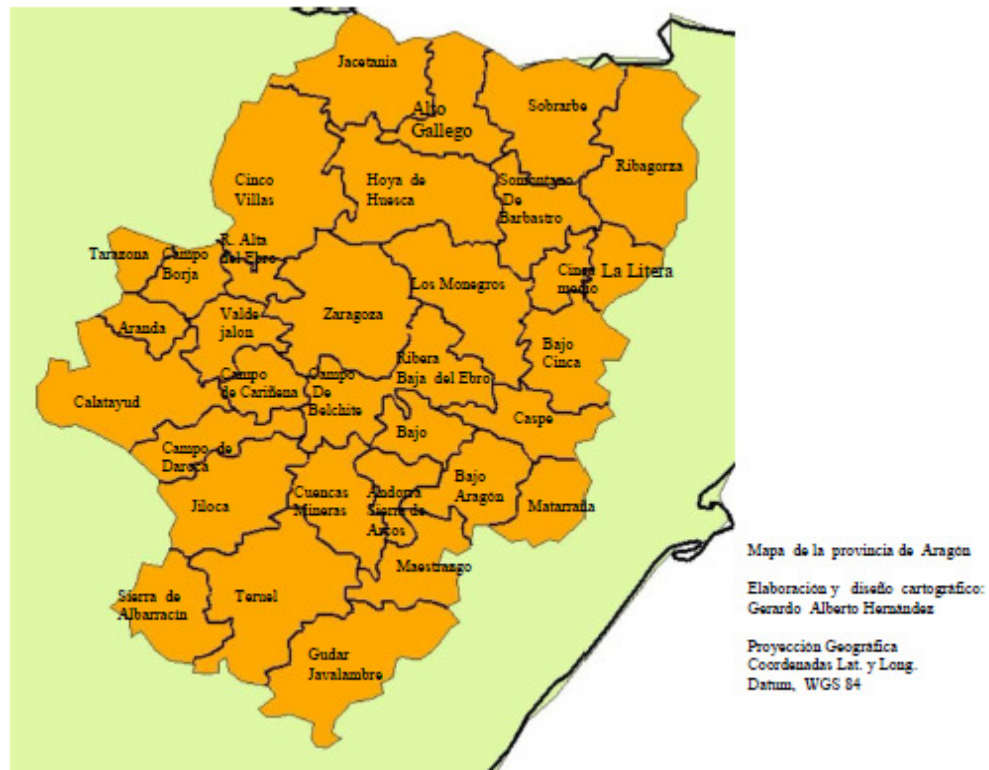 Jacetania
Alto
Gallego
Sobrarbe
Ribagorza
Cinco
Villas
Hoya de
Huesca
Somontano
De
Barbastro
Tarazona
Campo
Borja
R. Alta
del Ebro
Los Monegros
Cinca
medio
La Litera
Aranda
Valde
jalon
Zaragoza
Bajo
Cinca
Ribera
Baja del Ebro
Calatayud
Campo
de Cariñena
Campo
De
Belchite
Caspe
Campo de
Daroca
Bajo
Jiloca
Cuencas
Mineras
Andorra
Sierra de
Arcos
Bajo
Aragón
Matarraña
Maestrango
Sierra de
Albarracin
Teruel
Gudar
Javalambre
Mapa de la provincia de Aragón
Elaboración y diseño cartográfico:
Gerardo Alberto Hernández
Proyección Geográfica
Coordenadas Lat. y Long.
Datum, WGS 84